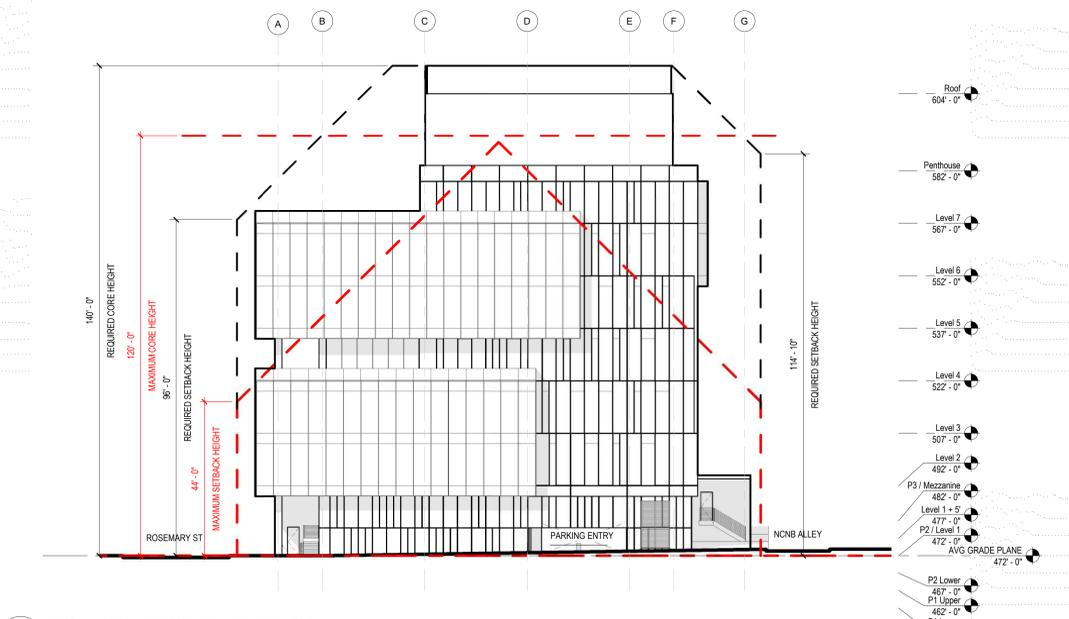 A
B
C
D
E
F
G
140' - 0"
REQUIRED CORE HEIGHT
120' - 0"
MAXIMUM CORE HEIGHT
96' - 0"
REQUIRED SETBACK HEIGHT
44' - 0"
MAXIMUM SETBACK HEIGHT
ROSEMARY ST
PARKING ENTRY
NCNB ALLEY
114' - 10"
REQUIRED SETBACK HEIGHT
Roof
604' - 0"
Penthouse
582' - 0"
Level 7
567' - 0"
Level 6
552' - 0"
Level 5
537' - 0"
Level 4
522' - 0"
Level 3
507' - 0"
Level 2
492' - 0"
P3 / Mezzanine
482' - 0"
Level 1 + 5'
477' - 0"
P2 / Level 1
472' - 0"
AVG GRADE PLANE
472' - 0"
P2 Lower
467' - 0"
P1 Upper
462' - 0"